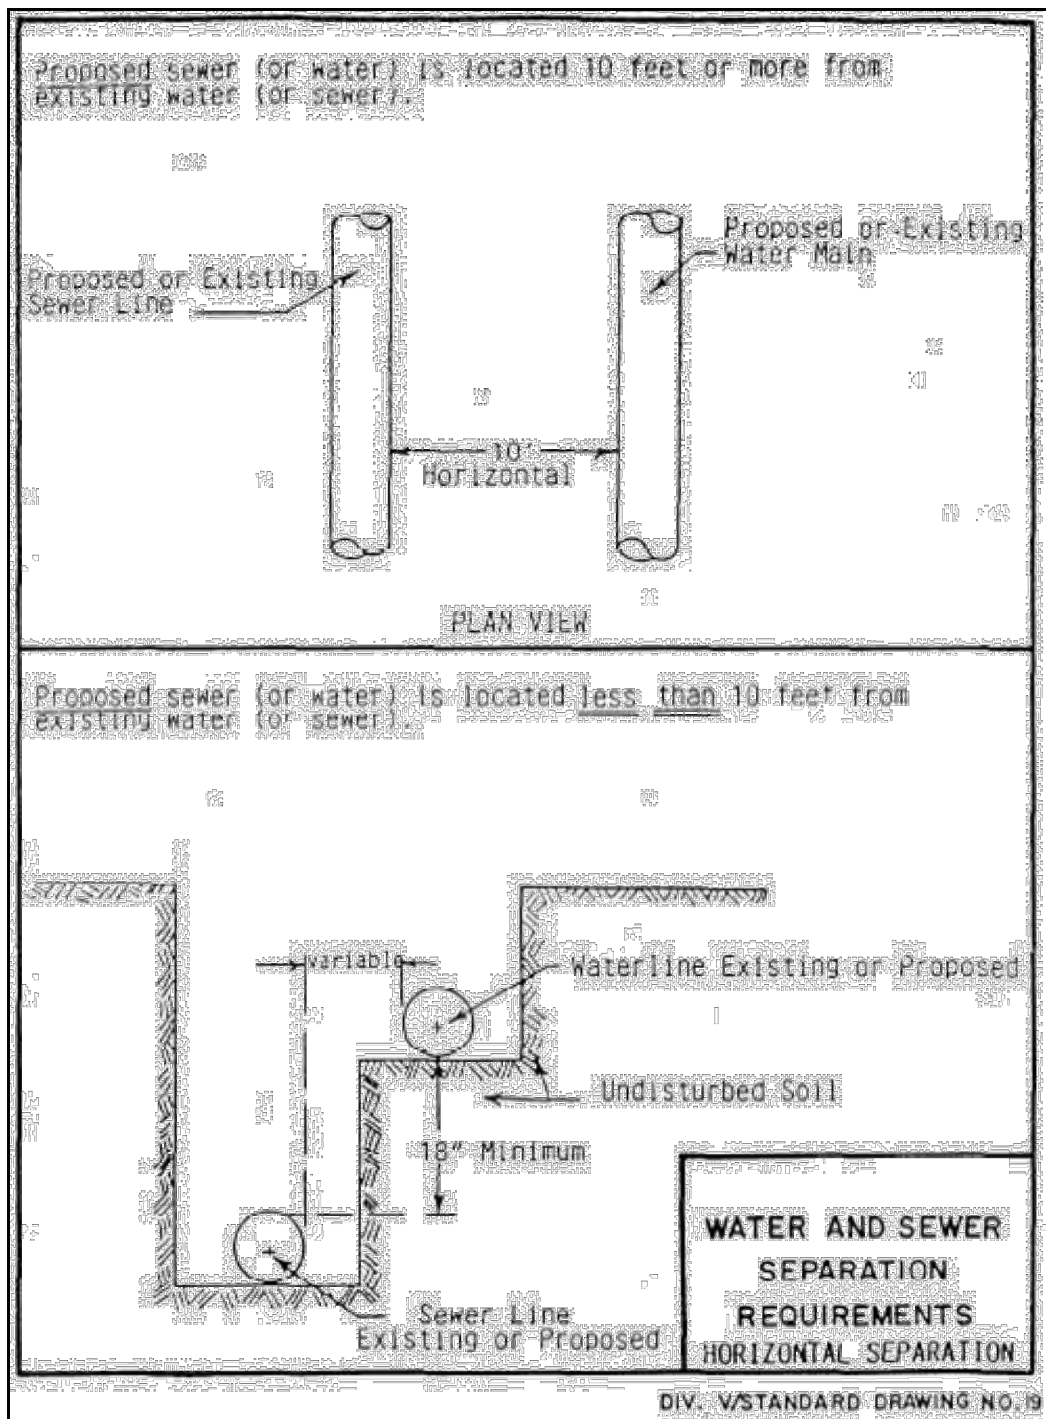 Proposed sewer (or water) is located 10 feet or more from
existing water (or sewer).
Proposed or Existing
Water Main
Proposed or Existing
Sewer Line
10'
Horizontal
PLAN VIEW
Proposed sewer (or water) is located less than 10 feet from
existing water (or sewer).
variable
Waterline Existing or Proposed
Undisturbed Soil
18" Minimum
Sewer Line
Existing or Proposed
WATER AND SEWER
SEPARATION
REQUIREMENTS
HORIZONTAL SEPARATION
DIV. V/STANDARD DRAWING NO. 9